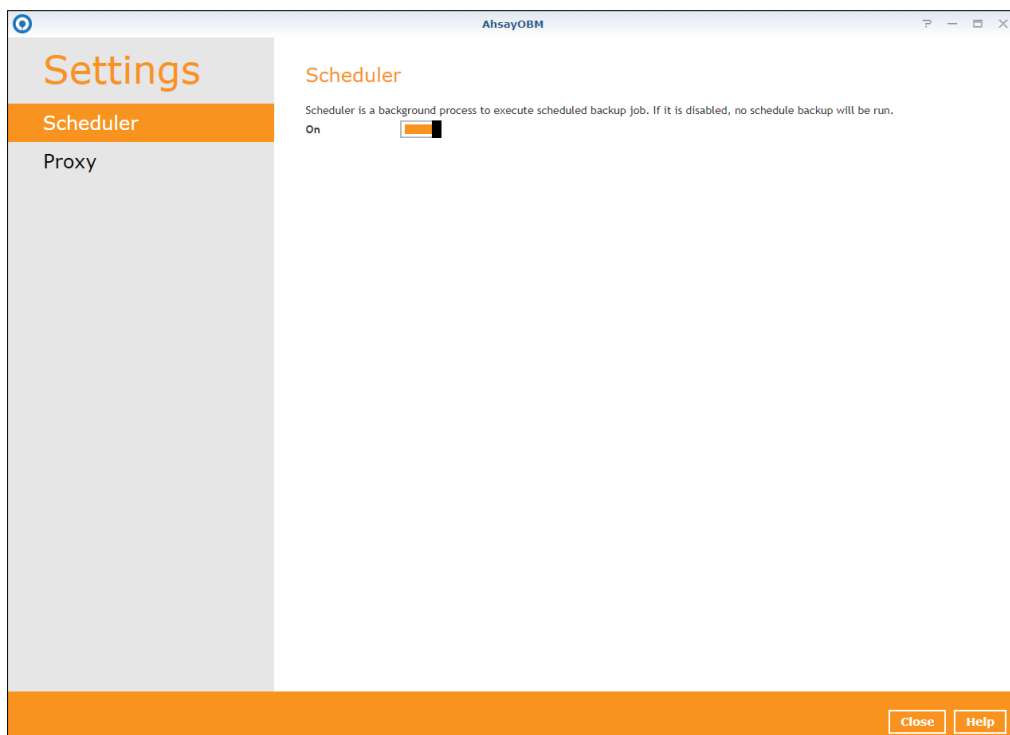 AhsayOBM
Settings
Scheduler
Proxy
Scheduler
Scheduler is a background process to execute scheduled backup job. If it is disabled, no schedule backup will be run.
On
Close Help